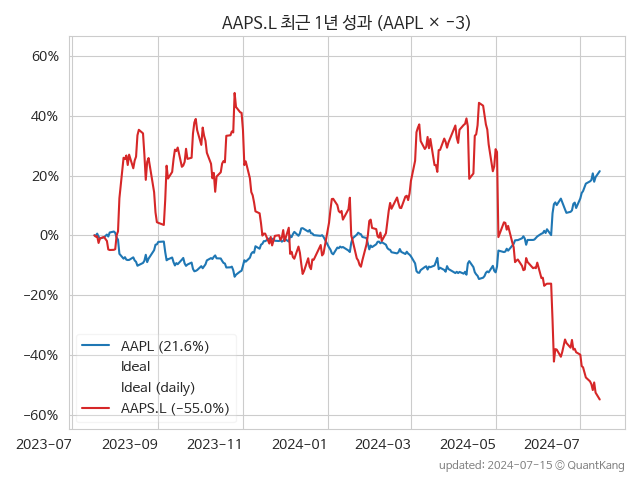 AAPS.L 최근 1년 성과 (AAPL × −3)
60%
40%
20%
0%
−20%
−40%
−60%
AAPL (21.6%)
Ideal
Ideal (daily)
AAPS.L (−55.0%)
2023−07 2023−09 2023−11 2024−01 2024−03 2024−05 2024−07
updated: 2024-07-15 © QuantKang